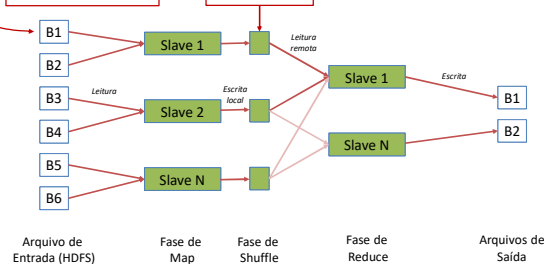 B1
B2
B3
B4
B5
B6
Leitura
Slave 1
Slave 2
Slave N
Escrita
local
Leitura
remota
Slave 1
Slave N
Escrita
B1
B2
Arquivo de
Entrada (HDFS)
Fase de
Map
Fase de
Shuffle
Fase de
Reduce
Arquivos de
Saída